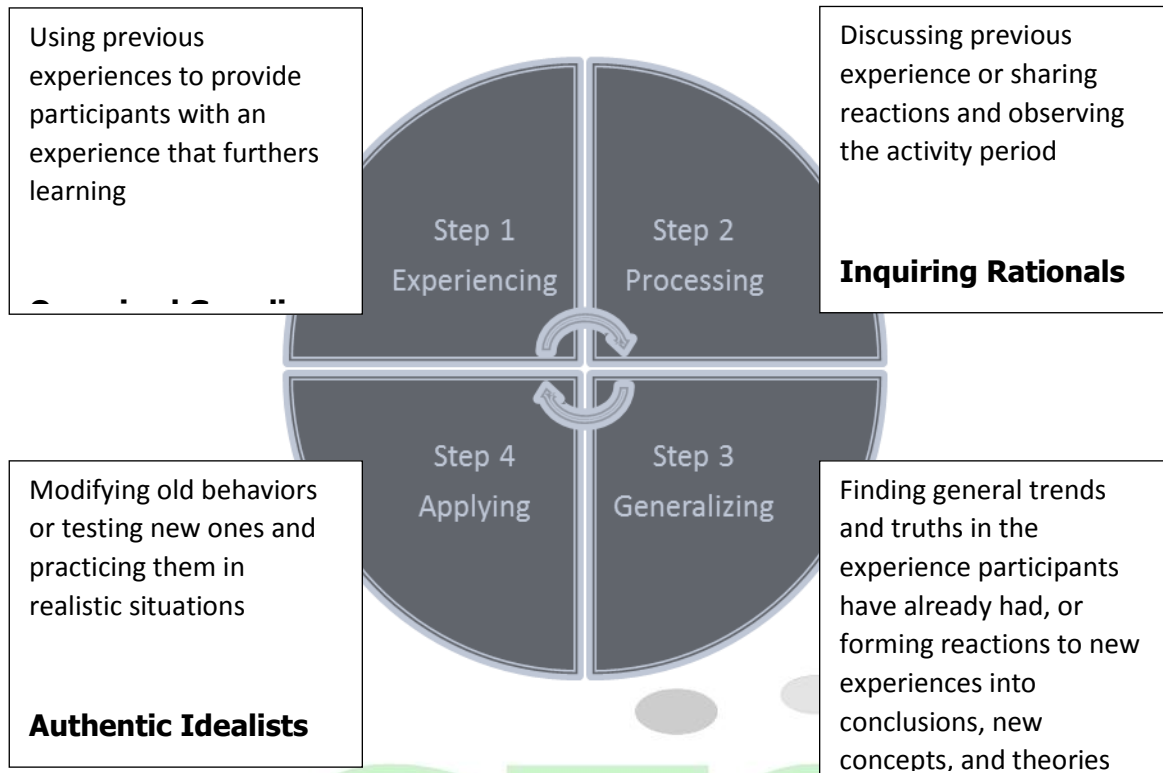 Using previous
experiences to provide
participants with an
experience that furthers
learning
Discussing previous
experience or sharing
reactions and observing
the activity period
Inquiring Rationals
Step 1
Experiencing
Step 2
Processing
Step 4
Applying
Step 3
Generalizing
Modifying old behaviors
or testing new ones and
practicing them in
realistic situations
Authentic Idealists
Finding general trends
and truths in the
experience participants
have already had, or
forming reactions to new
experiences into
conclusions, new
concepts, and theories